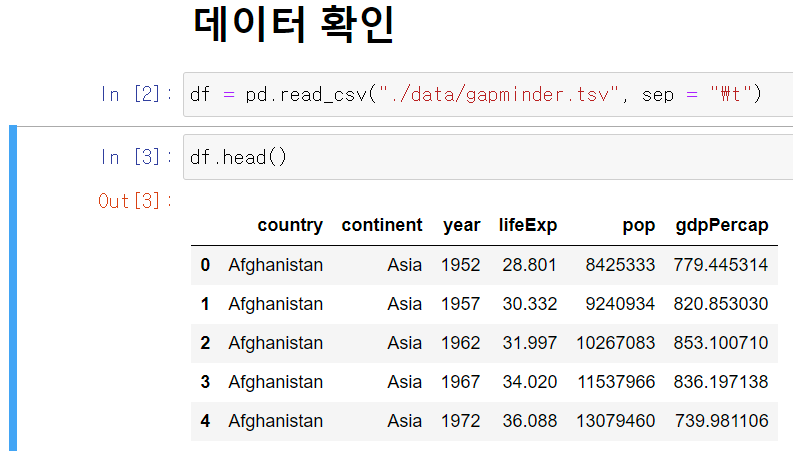 데이터 확인
In [2]: df = pd.read_csv("./data/gapminder.tsv", sep = "₩t")
In [3]: df.head()
Out[3]:
country continent year lifeExp pop gdpPercap
0 Afghanistan Asia 1952 28.801 8425333 779.445314
1 Afghanistan Asia 1957 30.332 9240934 820.853030
2 Afghanistan Asia 1962 31.997 10267083 853.100710
3 Afghanistan Asia 1967 34.020 11537966 836.197138
4 Afghanistan Asia 1972 36.088 13079460 739.981106